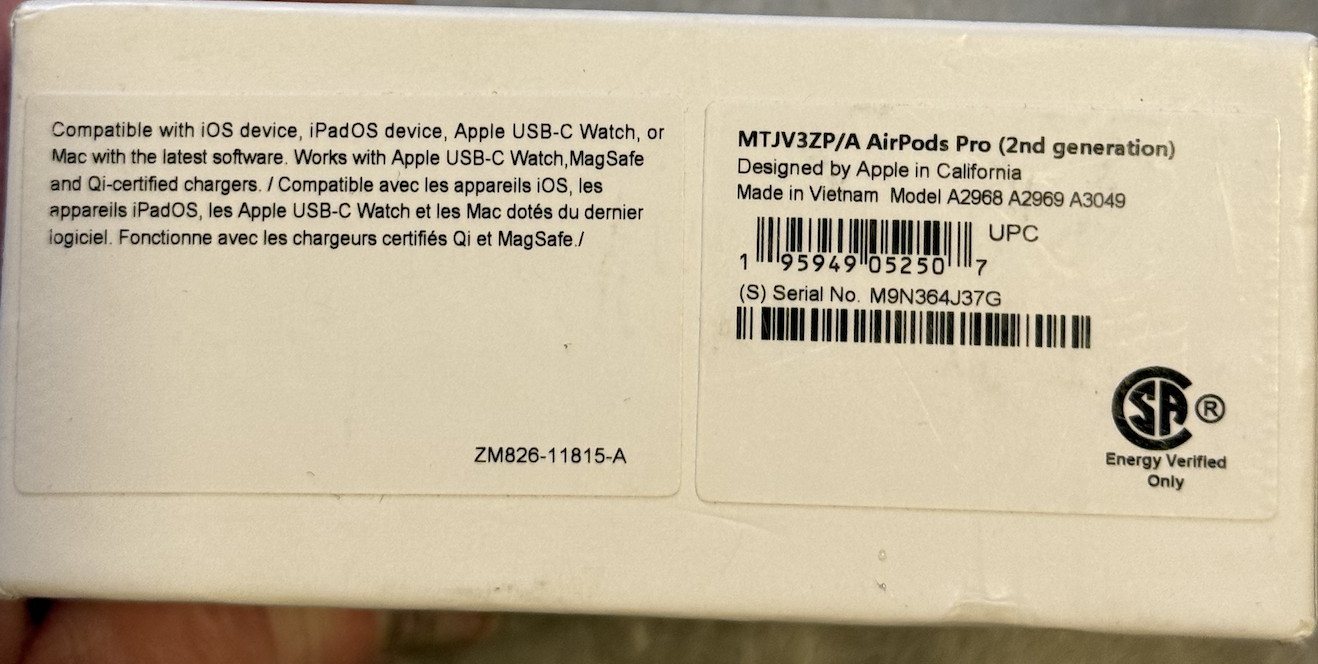 Compatible with iOS device, iPadOS device, Apple USB-C Watch, or
Mac with the latest software. Works with Apple USB-C Watch,MagSafe
and Qi-certified chargers. / Compatible avec les appareils iOS, les
appareils iPadOS, les Apple USB-C Watch et les Mac dotés du dernier
logiciel. Fonctionne avec les chargeurs certifiés Qi et MagSafe./
ZM826-11815-A
MTJV3ZP/A AirPods Pro (2nd generation)
Designed by Apple in California
Made in Vietnam Model A2968 A2969 A3049
UPC
1 95949 05250 7
(S) Serial No. M9N364J37G
SA ®
Energy Verified
Only